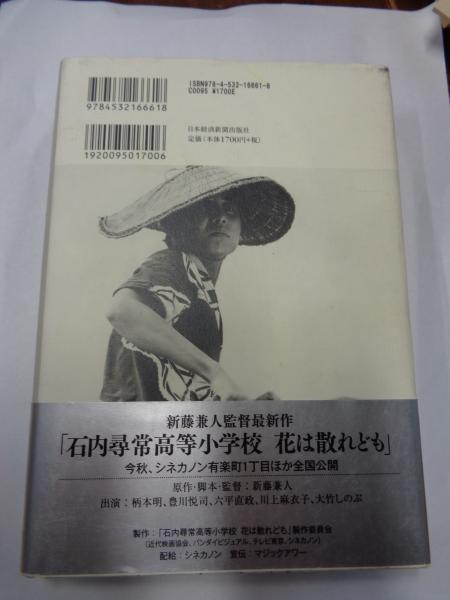 ISBN978-4-532-16661-8
C0095 ¥1700E
9784532166618
日本経済新聞出版社
定価(本体1700円+税)
1920095017006
新藤兼人監督最新作
「石内尋常高等小学校 花は散れども」
今秋、シネカノン有楽町1丁目ほか全国公開
原作・脚本・監督:新藤兼人
出演:柄本明、豊川悦司、六平直政、川上麻衣子、大竹しのぶ
製作:「石内尋常高等小学校 花は散れども」製作委員会
(近代映画協会、バンダイビジュアル、テレビ東京、シネカノン)
配給:シネカノン 宣伝:マジックアワー